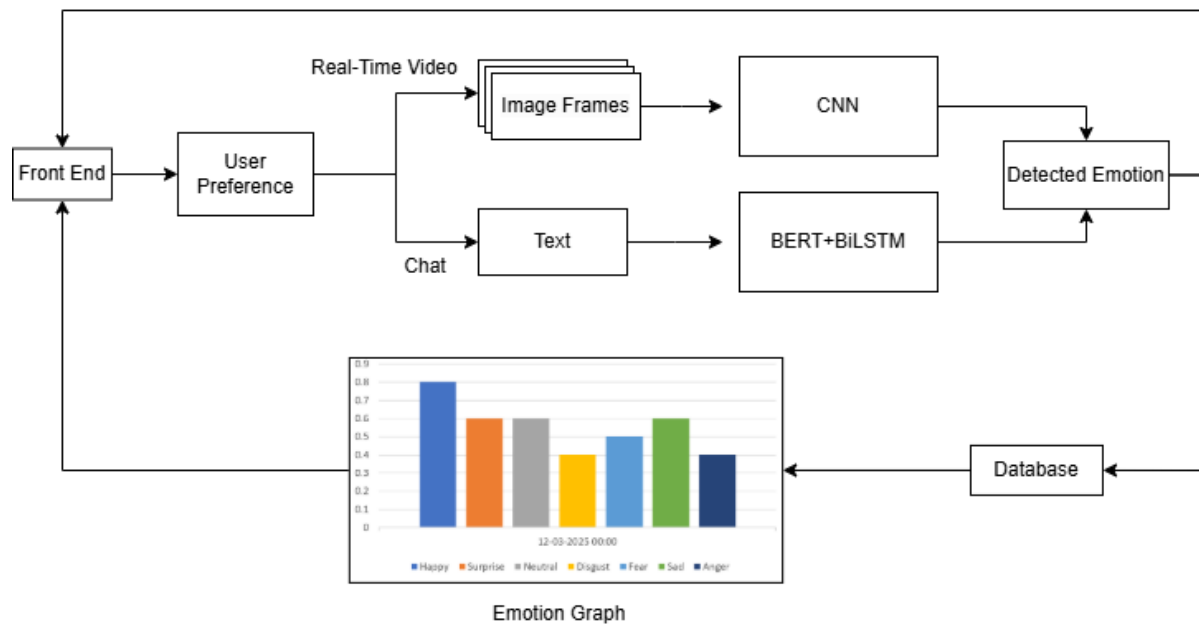 Real-Time Video
Image Frames
CNN
Front End
User
Preference
Detected Emotion
Chat
Text
BERT+BiLSTM
0.9
0.8
0.7
0.6
0.5
0.4
0.3
0.2
0.1
0
12-03-2025 00:00
Happy Surprise Neutral Disgust Fear Sad Anger
Database
Emotion Graph